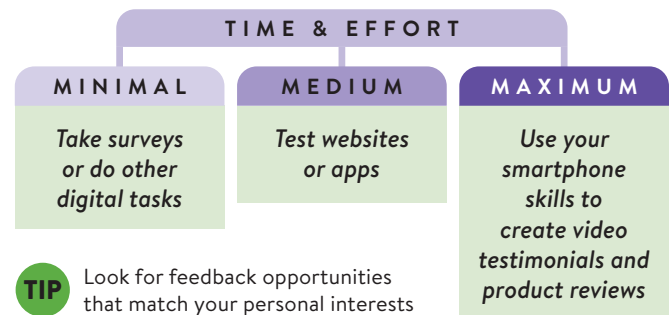 TIME & EFFORT
MINIMAL
Take surveys
or do other
digital tasks
MEDIUM
Test websites
or apps
MAXIMUM
Use your
smartphone
skills to
create video
testimonials and
product reviews
TIP
Look for feedback opportunities
that match your personal interests